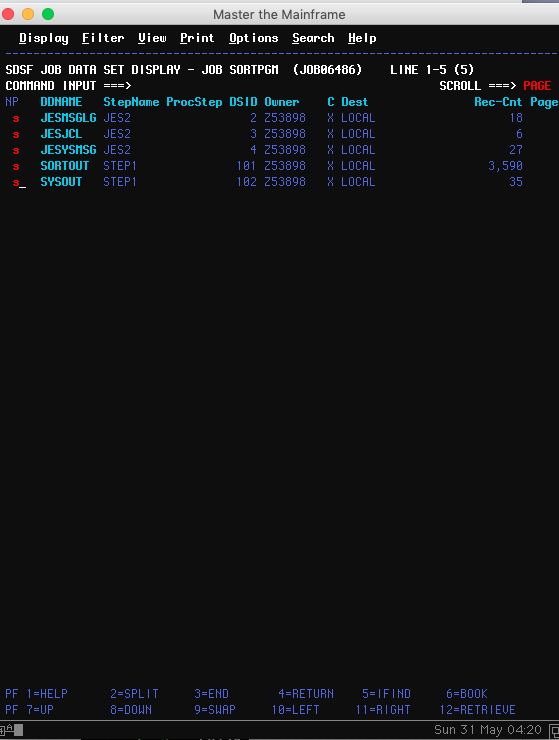 Master the Mainframe
Display Filter View Print Options Search Help
SDSF JOB DATA SET DISPLAY - JOB SORTPGM (JOB06486) LINE 1-5 (5)
COMMAND INPUT ===> SCROLL ===> PAGE
NP DDNAME StepName ProcStep DSID Owner C Dest Rec-Cnt Page
s JESMSGLG JES2 2 Z53898 X LOCAL 18
s JESJCL JES2 3 Z53898 X LOCAL 6
s JESYSMSG JES2 4 Z53898 X LOCAL 27
s SORTOUT STEP1 101 Z53898 X LOCAL 3,590
s_ SYSOUT STEP1 102 Z53898 X LOCAL 35
PF 1=HELP 2=SPLIT 3=END 4=RETURN 5=IFIND 6=BOOK
PF 7=UP 8=DOWN 9=SWAP 10=LEFT 11=RIGHT 12=RETRIEVE
Sun 31 May 04:20